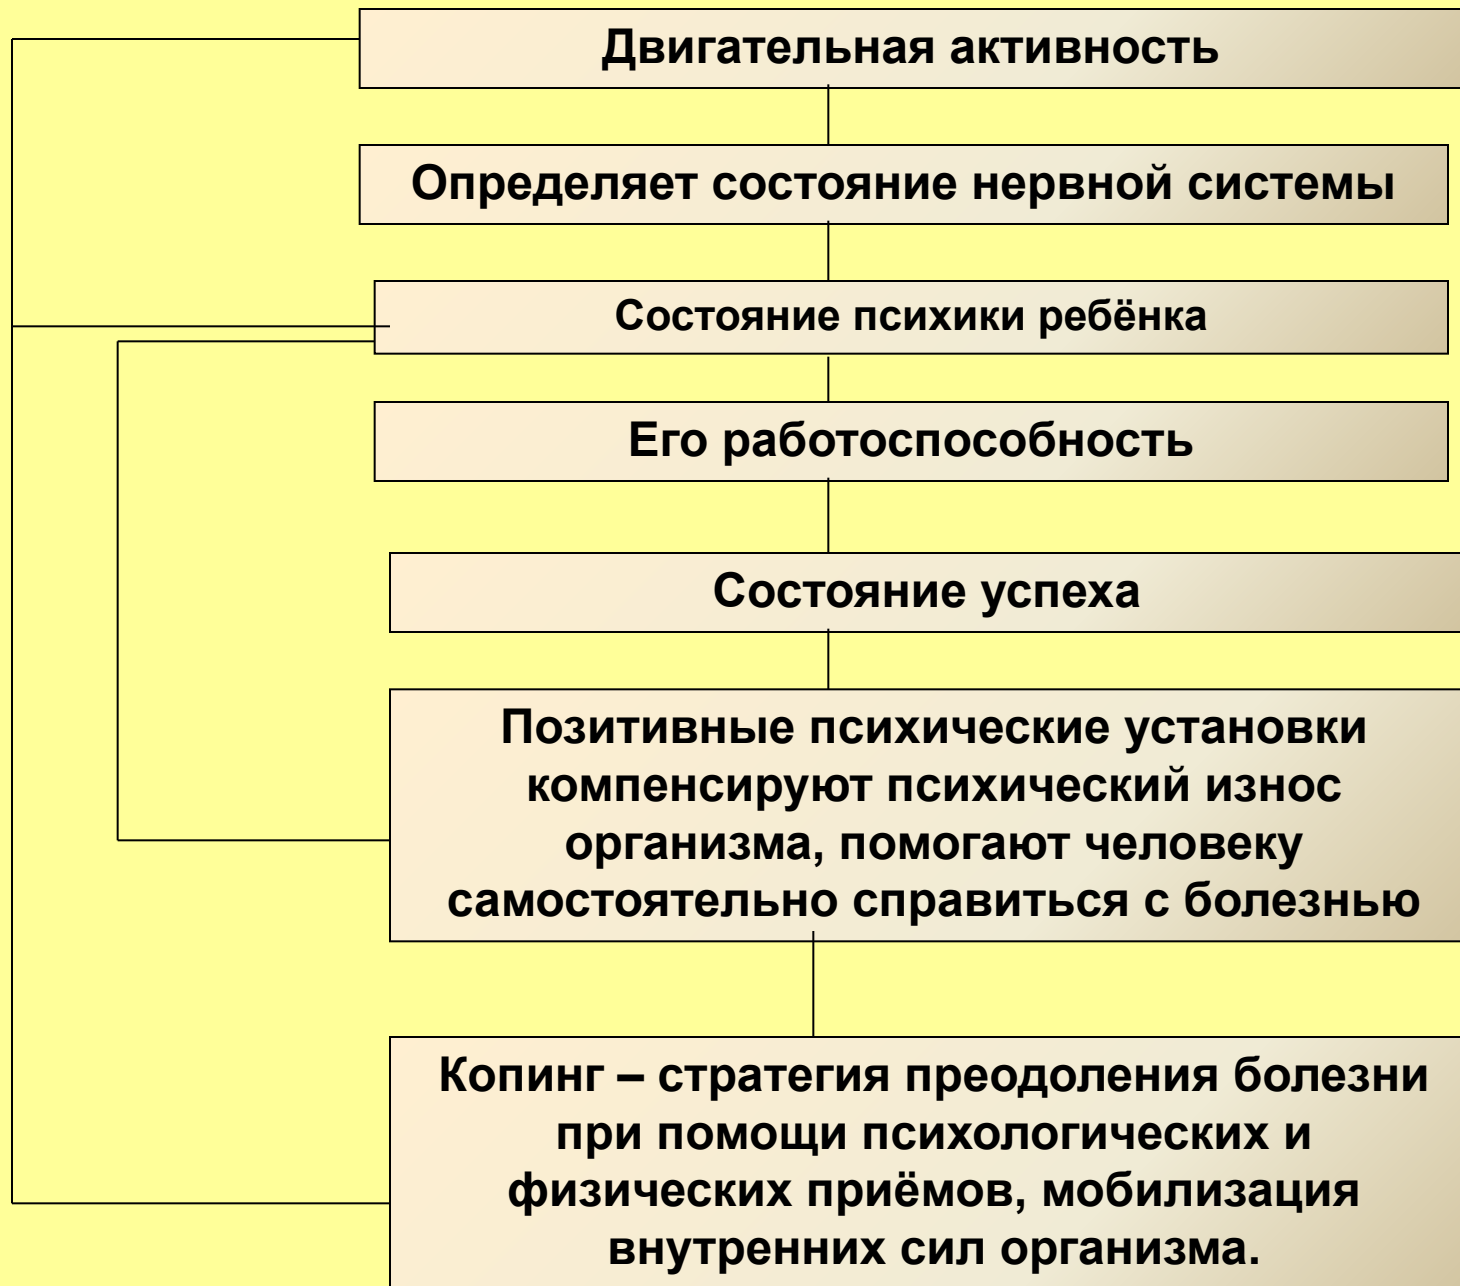 Двигательная активность
Определяет состояние нервной системы
Состояние психики ребёнка
Его работоспособность
Состояние успеха
Позитивные психические установки
компенсируют психический износ
организма, помогают человеку
самостоятельно справиться с болезнью
Копинг – стратегия преодоления болезни
при помощи психологических и
физических приёмов, мобилизация
внутренних сил организма.